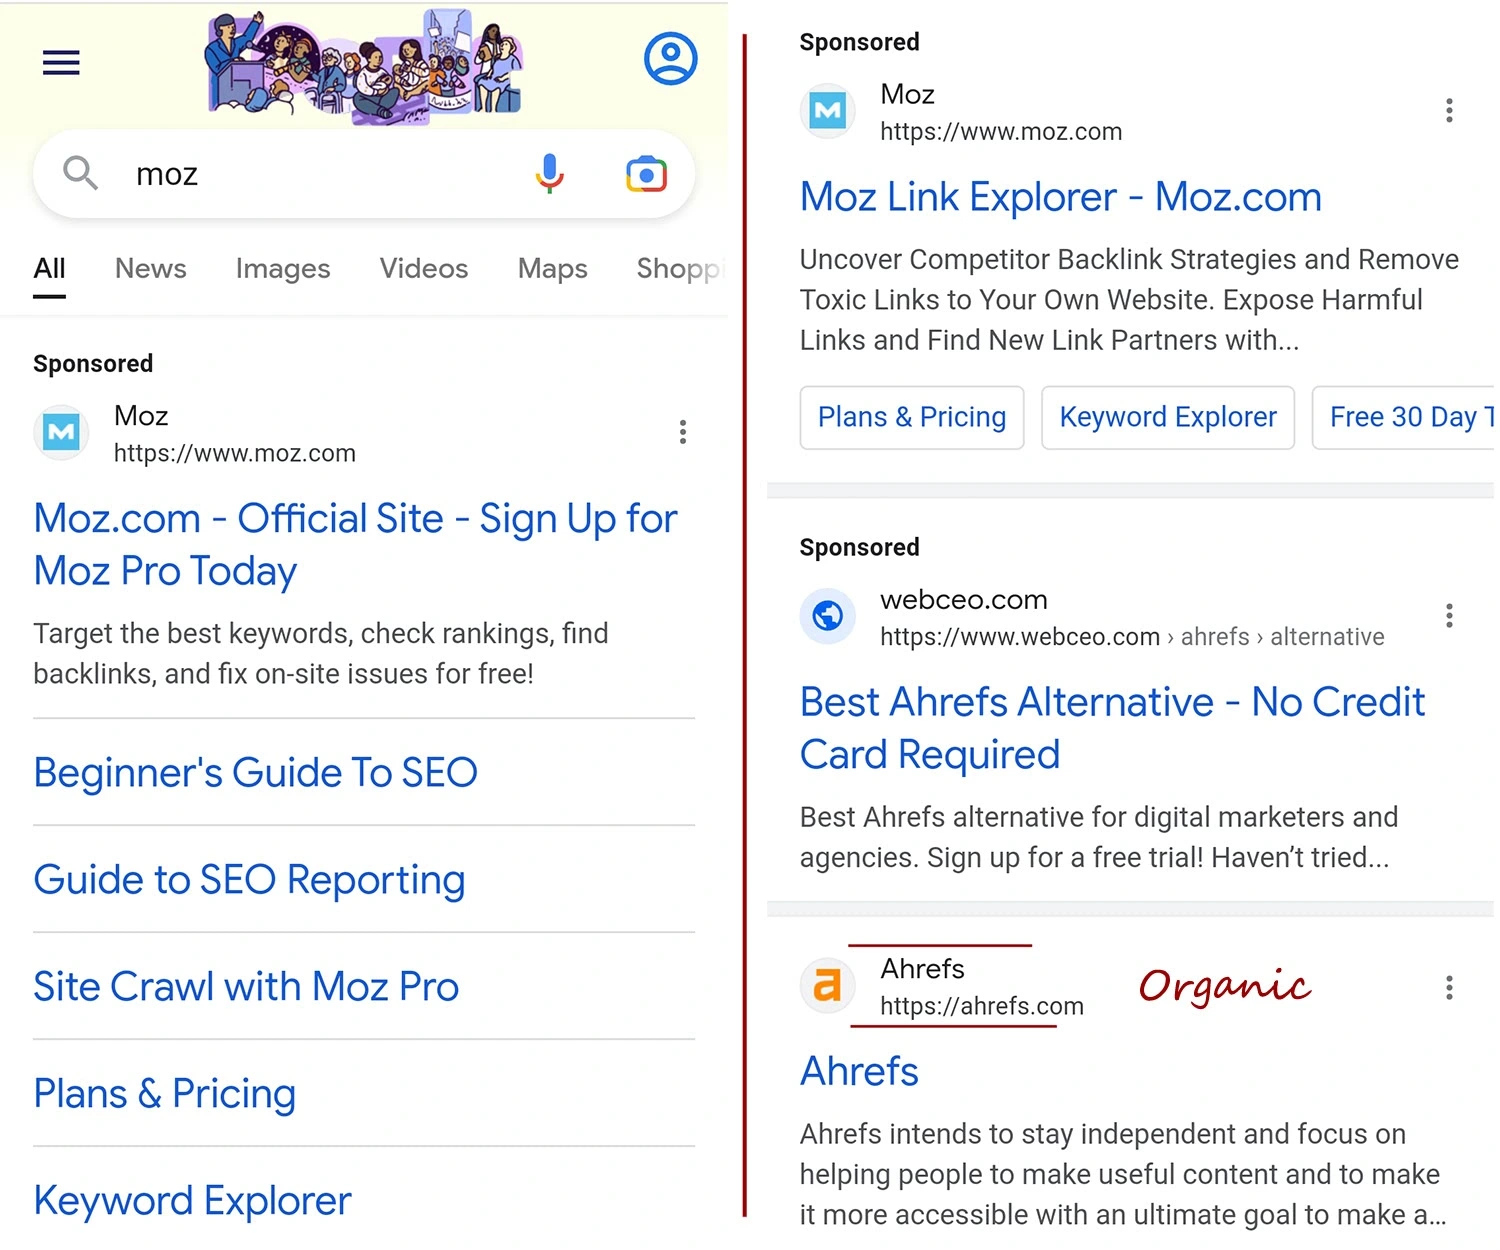 moz
All News Images Videos Maps Shoppi
Sponsored
Moz
https://www.moz.com
Moz.com - Official Site - Sign Up for
Moz Pro Today
Target the best keywords, check rankings, find
backlinks, and fix on-site issues for free!
Beginner's Guide To SEO
Guide to SEO Reporting
Site Crawl with Moz Pro
Plans & Pricing
Keyword Explorer
Sponsored
Moz
https://www.moz.com
Moz Link Explorer - Moz.com
Uncover Competitor Backlink Strategies and Remove
Toxic Links to Your Own Website. Expose Harmful
Links and Find New Link Partners with...
Plans & Pricing Keyword Explorer Free 30 Day T
Sponsored
webceo.com
https://www.webceo.com › ahrefs › alternative
Best Ahrefs Alternative - No Credit
Card Required
Best Ahrefs alternative for digital marketers and
agencies. Sign up for a free trial! Haven’t tried...
Ahrefs
https://ahrefs.com
Organic
Ahrefs
Ahrefs intends to stay independent and focus on
helping people to make useful content and to make
it more accessible with an ultimate goal to make a...